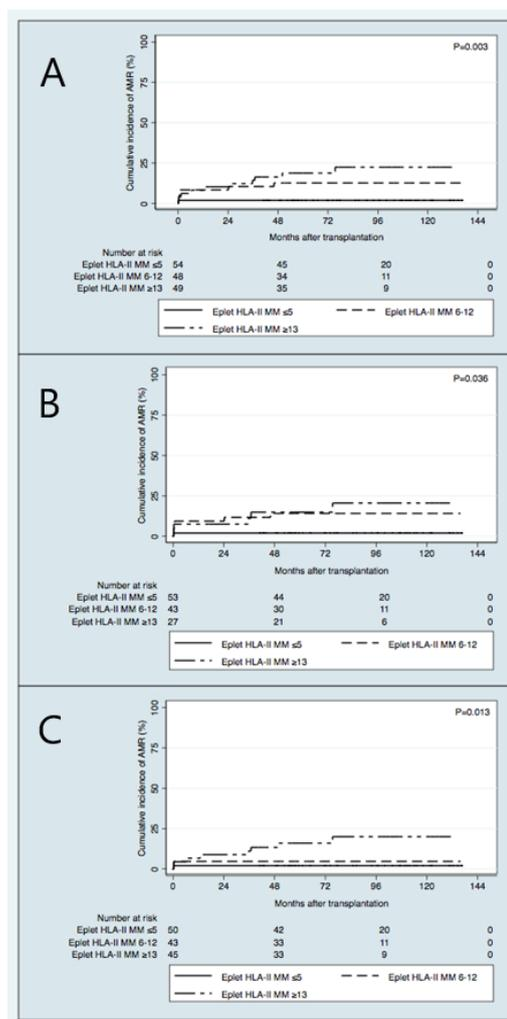 A
P=0.003
Cumulative incidence of AMR (%)
100
75
50
25
0
0 24 48 72 96 120 144
Months after transplantation
Number at risk
Eplet HLA-II MM ≤5 54 45 20 0
Eplet HLA-II MM 6-12 48 34 11 0
Eplet HLA-II MM ≥13 49 35 9 0
Eplet HLA-II MM ≤5 Eplet HLA-II MM 6-12
Eplet HLA-II MM ≥13
B
P=0.036
Cumulative incidence of AMR (%)
100
75
50
25
0
0 24 48 72 96 120 144
Months after transplantation
Number at risk
Eplet HLA-II MM ≤5 53 44 20 0
Eplet HLA-II MM 6-12 43 30 11 0
Eplet HLA-II MM ≥13 27 21 6 0
Eplet HLA-II MM ≤5 Eplet HLA-II MM 6-12
Eplet HLA-II MM ≥13
C
P=0.013
Cumulative incidence of AMR (%)
100
75
50
25
0
0 24 48 72 96 120 144
Months after transplantation
Number at risk
Eplet HLA-II MM ≤5 50 42 20 0
Eplet HLA-II MM 6-12 43 33 11 0
Eplet HLA-II MM ≥13 45 33 9 0
Eplet HLA-II MM ≤5 Eplet HLA-II MM 6-12
Eplet HLA-II MM ≥13